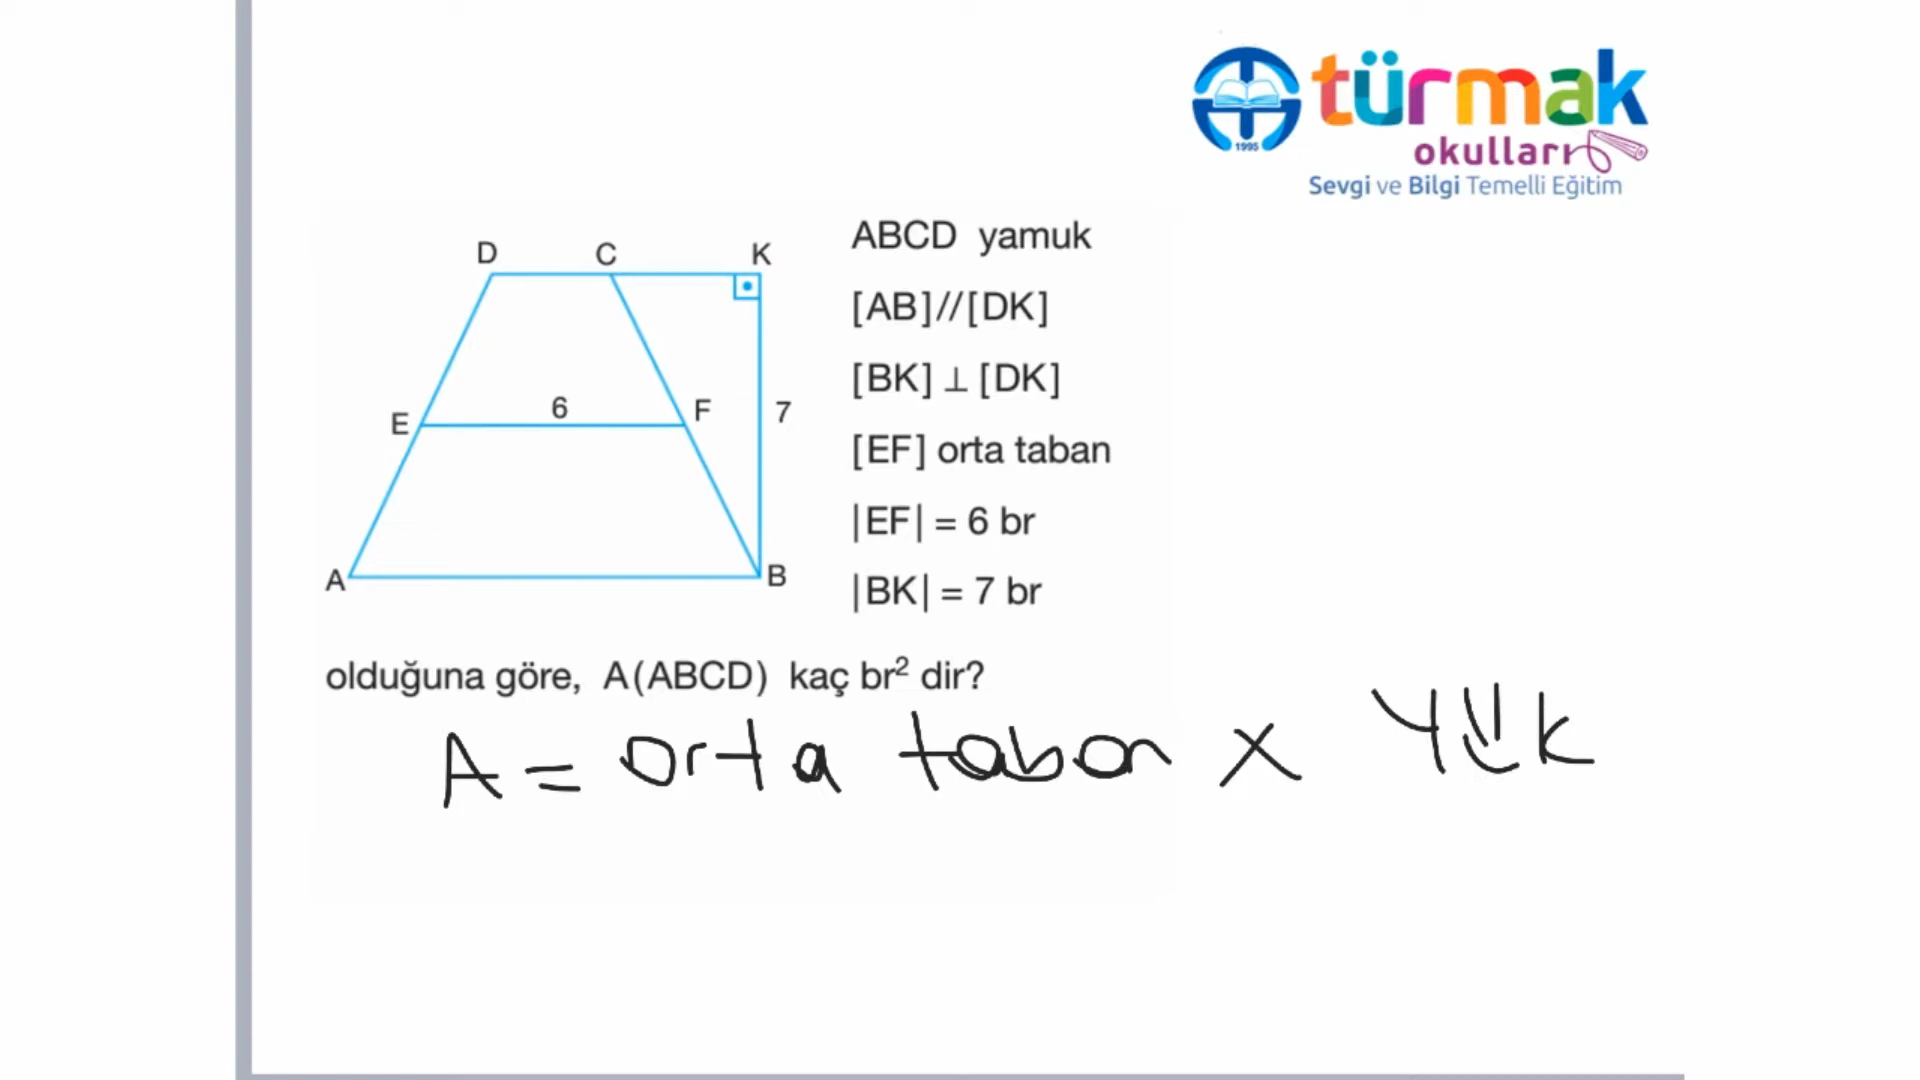 türmak
okulları
1995
Sevgi ve Bilgi Temelli Eğitim
D C K
E 6 F 7
A B
ABCD yamuk
[AB]//[DK]
[BK] ⊥ [DK]
[EF] orta taban
|EF| = 6 br
|BK| = 7 br
olduğuna göre, A(ABCD) kaç br² dir?
A = orta taban x Yük